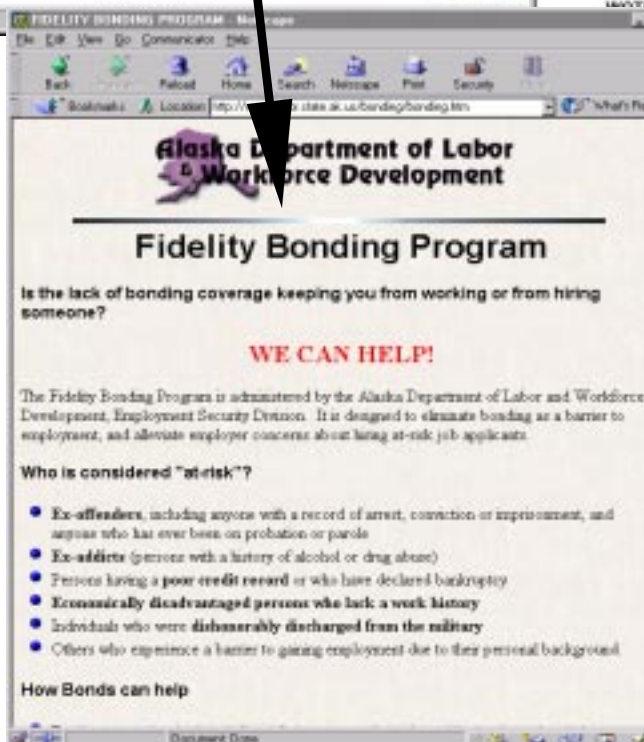 FIDELITY BONDING PROGRAM - Netscape
File Edit View Go Communicator Help
Back Reload Home Search Netscape Print Security
Bookmarks Location http:// state.ak.us/bonding/bonding.htm What's
Alaska Department of Labor
& Workforce Development
Fidelity Bonding Program
Is the lack of bonding coverage keeping you from working or from hiring
someone?
WE CAN HELP!
The Fidelity Bonding Program is administered by the Alaska Department of Labor and Workforce
Development, Employment Security Division. It is designed to eliminate bonding as a barrier to
employment, and alleviate employer concerns about hiring at-risk job applicants.
Who is considered "at-risk"?
Ex-offenders, including anyone with a record of arrest, conviction or imprisonment, and
anyone who has ever been on probation or parole
Ex-addicts (persons with a history of alcohol or drug abuse)
Persons having a poor credit record or who have declared bankruptcy
Economically disadvantaged persons who lack a work history
Individuals who were dishonorably discharged from the military
Others who experience a barrier to gaining employment due to their personal background.
How Bonds can help
Document Done